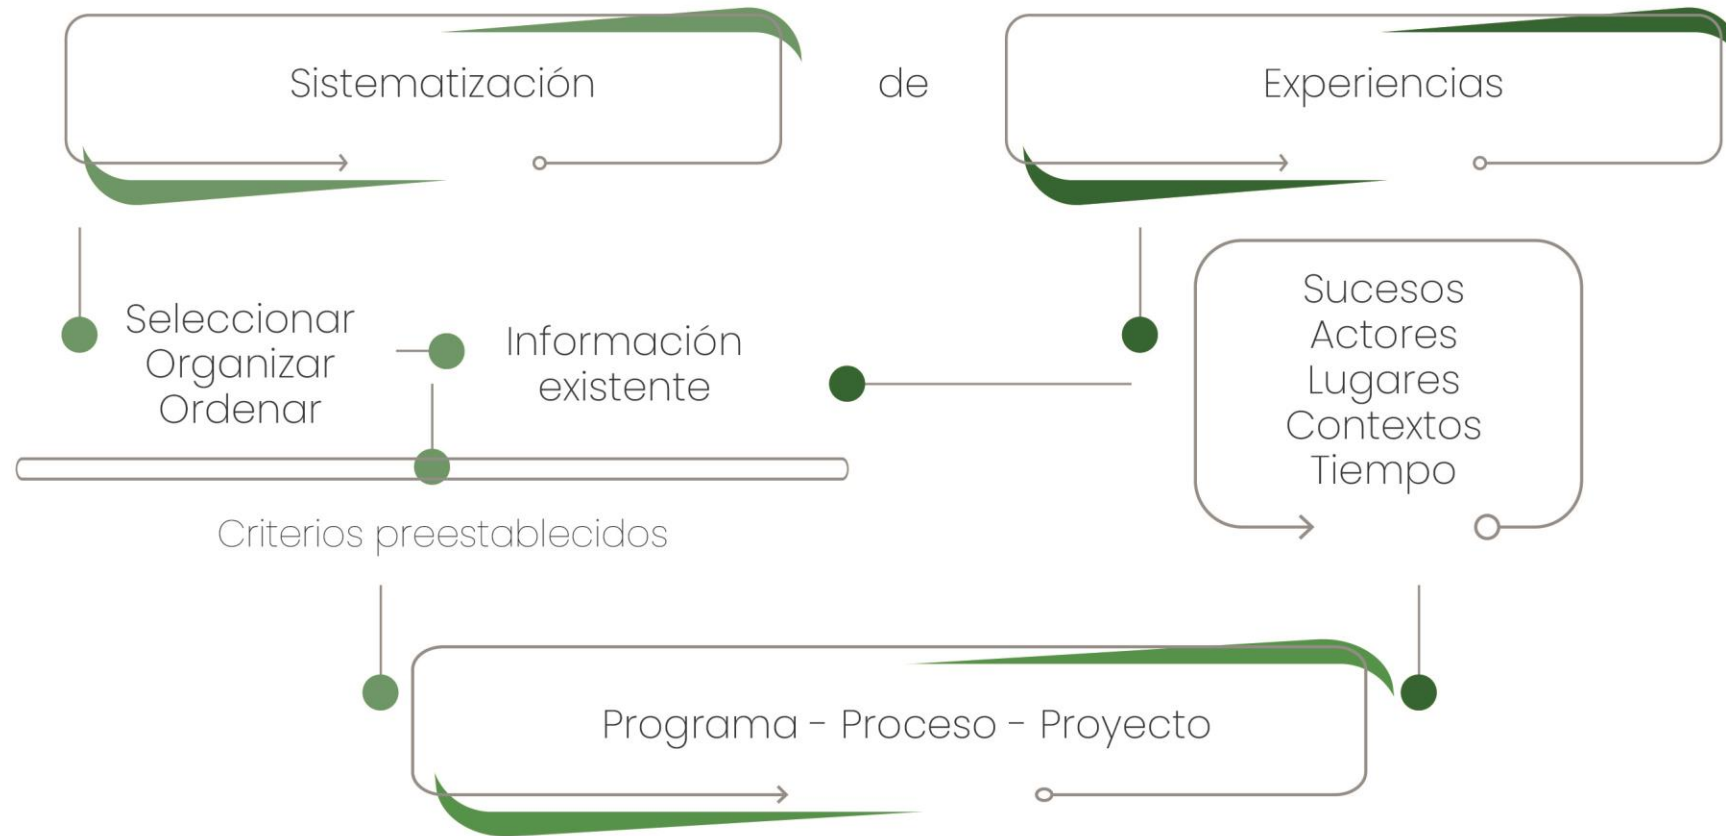 Sistematización
de
Experiencias
Seleccionar
Organizar
Ordenar
Información
existente
Sucesos
Actores
Lugares
Contextos
Tiempo
Criterios preestablecidos
Programa - Proceso - Proyecto